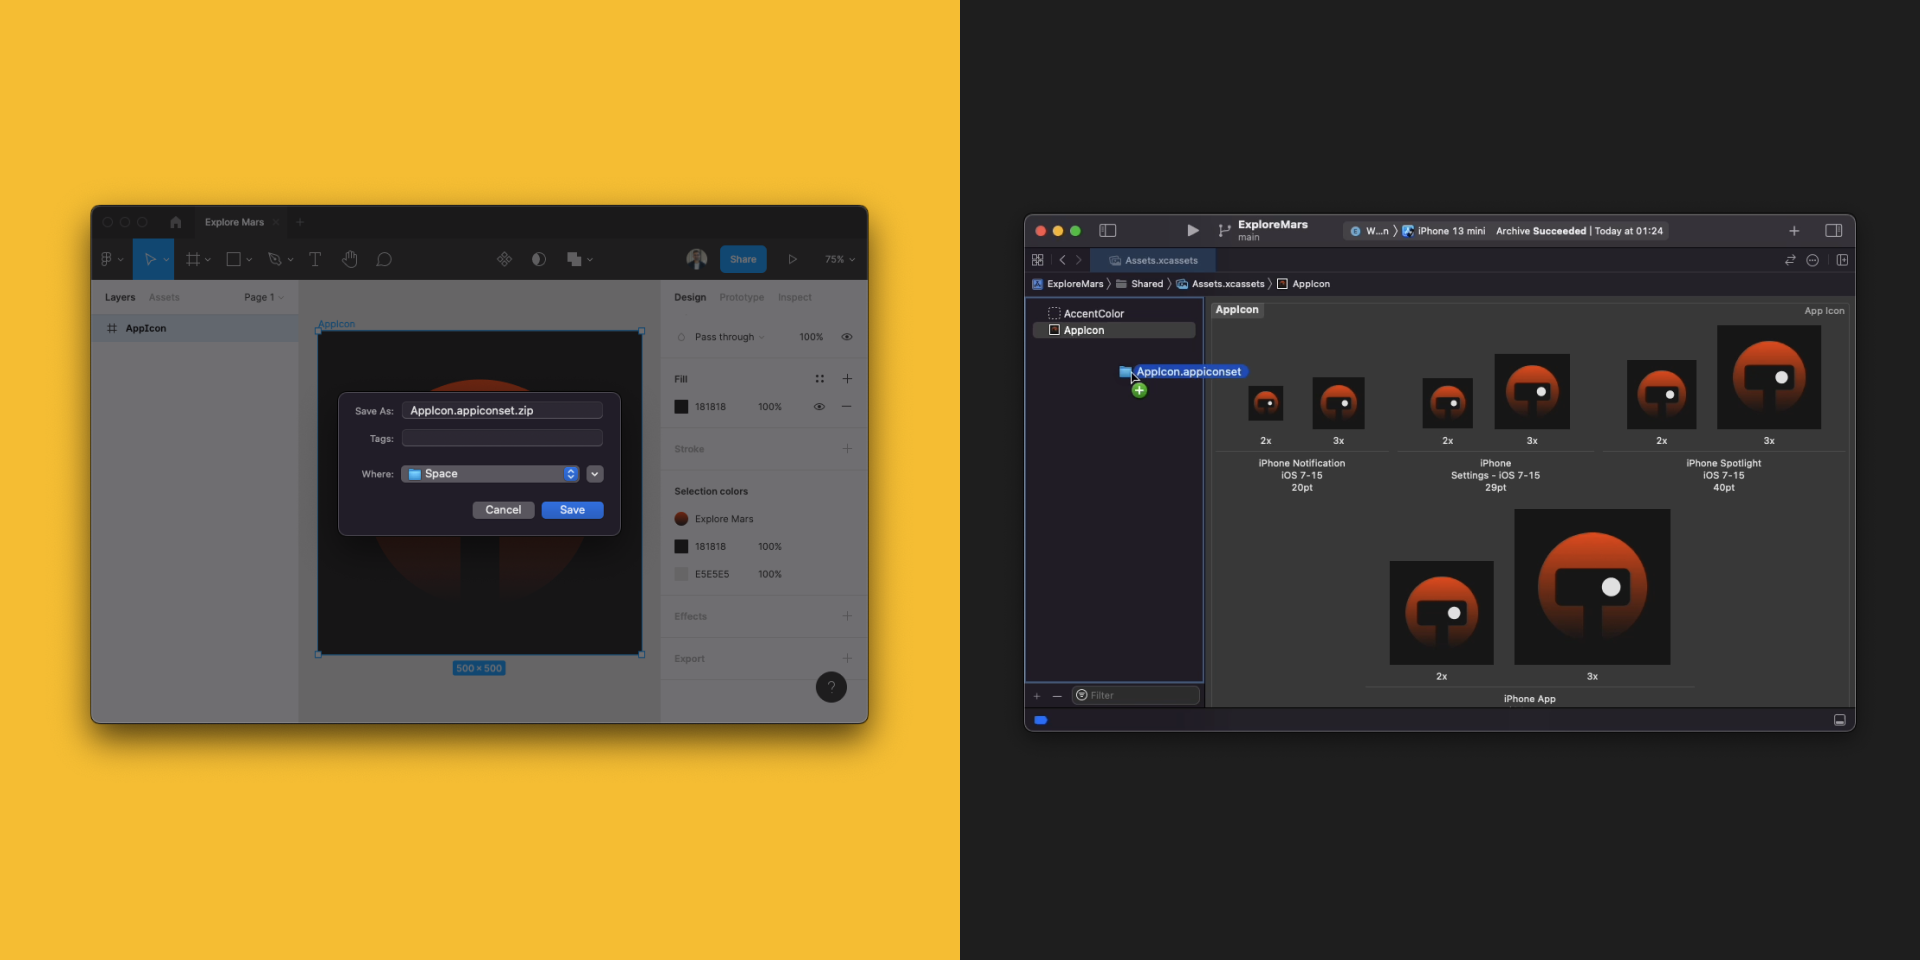 Explore Mars
Share
75%
Layers
Assets
Page 1
AppIcon
AppIcon
Save As:
AppIcon.appiconset.zip
Tags:
Where:
Space
Cancel
Save
500 × 500
Design
Prototype
Inspect
Pass through
100%
Fill
181818
100%
Stroke
Selection colors
Explore Mars
181818
100%
E5E5E5
100%
Effects
Export
?
ExploreMars
main
W...n
iPhone 13 mini
Archive Succeeded | Today at 01:24
Assets.xcassets
ExploreMars
Shared
Assets.xcassets
AppIcon
AccentColor
AppIcon
AppIcon.appiconset
Filter
AppIcon
App Icon
2x
3x
iPhone Notification
iOS 7-15
20pt
2x
3x
iPhone
Settings - iOS 7-15
29pt
2x
3x
iPhone Spotlight
iOS 7-15
40pt
2x
3x
iPhone App